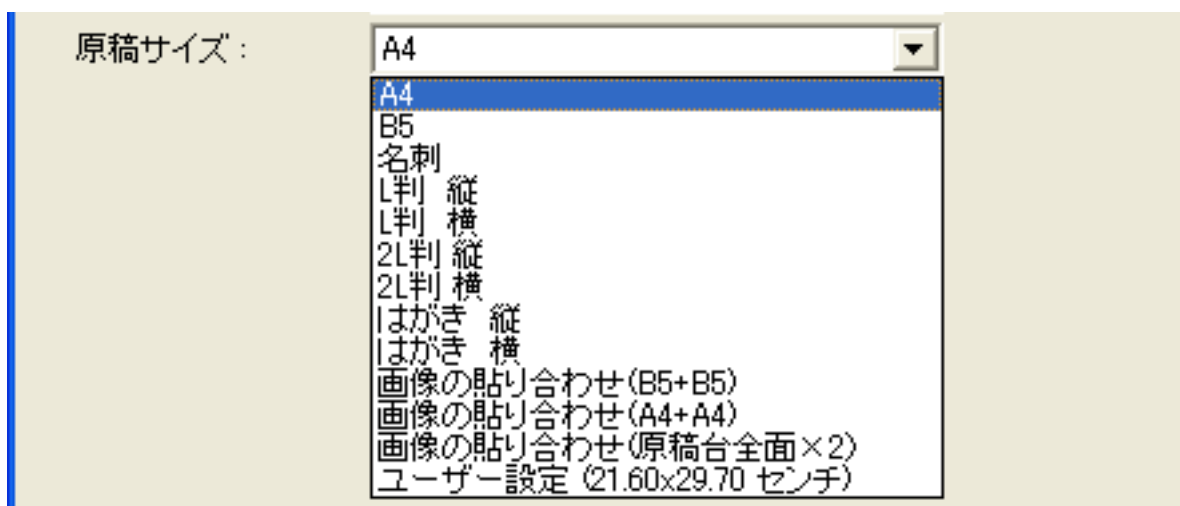 原稿サイズ： A4
A4
B5
名刺
L判 縦
L判 横
2L判 縦
2L判 横
はがき 縦
はがき 横
画像の貼り合わせ(B5+B5)
画像の貼り合わせ(A4+A4)
画像の貼り合わせ(原稿台全面×2)
ユーザー設定 (21.60x29.70 センチ)